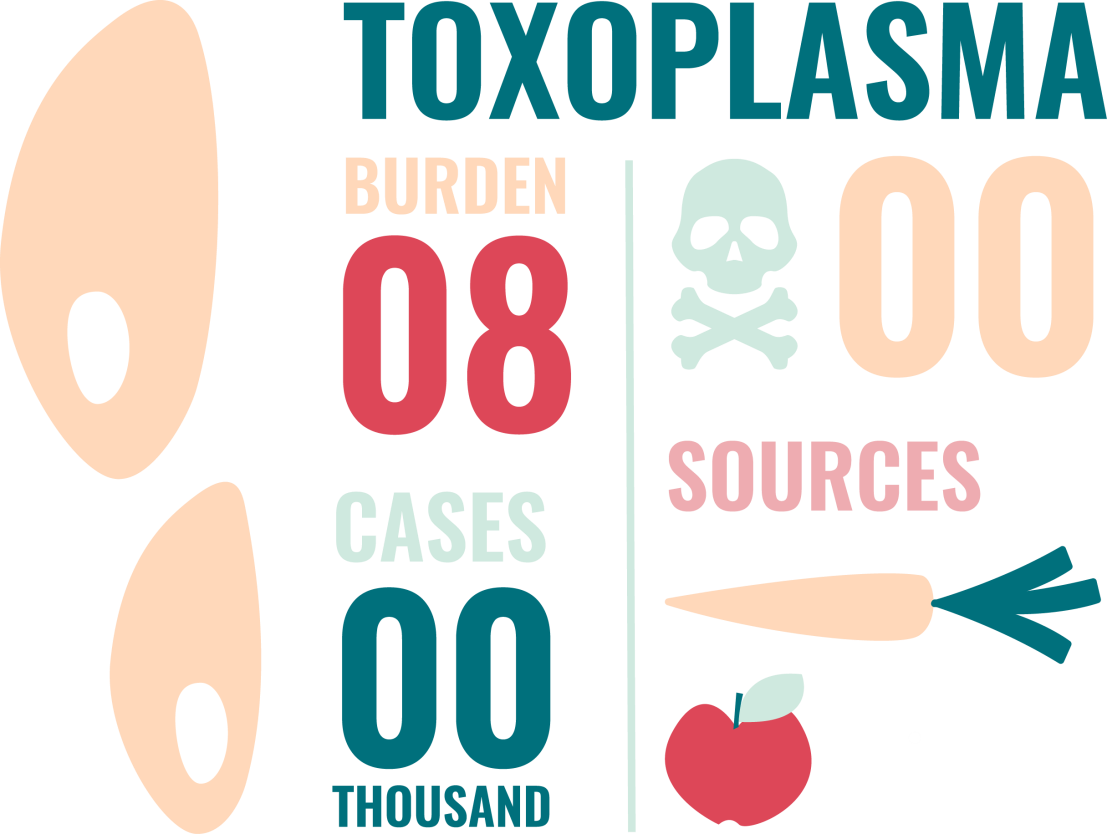 TOXOPLASMA
BURDEN
08
CASES
00
THOUSAND
00
SOURCES